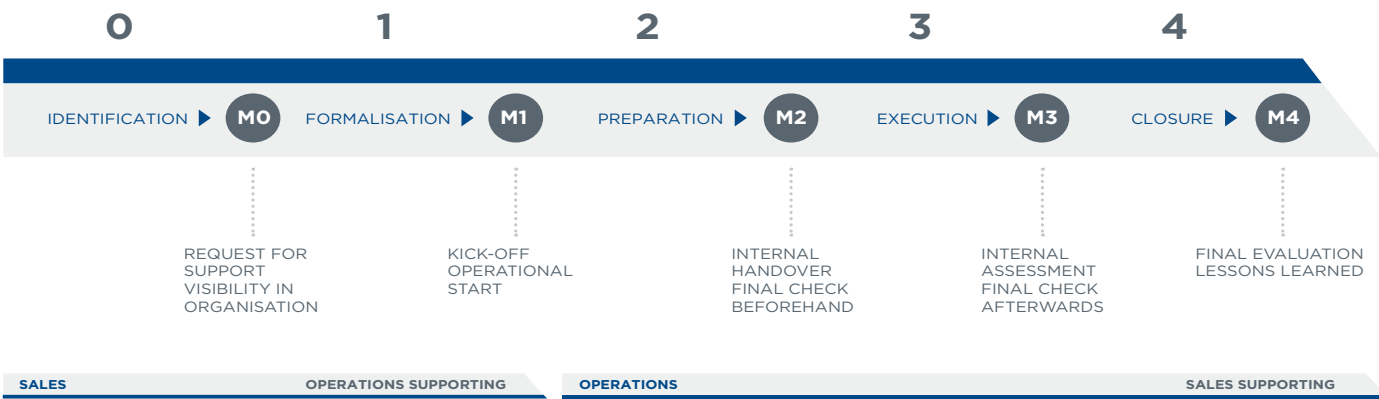 0 1 2 3 4
IDENTIFICATION M0 FORMALISATION M1 PREPARATION M2 EXECUTION M3 CLOSURE M4
REQUEST FOR
SUPPORT
VISIBILITY IN
ORGANISATION
KICK-OFF
OPERATIONAL
START
INTERNAL
HANDOVER
FINAL CHECK
BEFOREHAND
INTERNAL
ASSESSMENT
FINAL CHECK
AFTERWARDS
FINAL EVALUATION
LESSONS LEARNED
SALES OPERATIONS SUPPORTING OPERATIONS SALES SUPPORTING